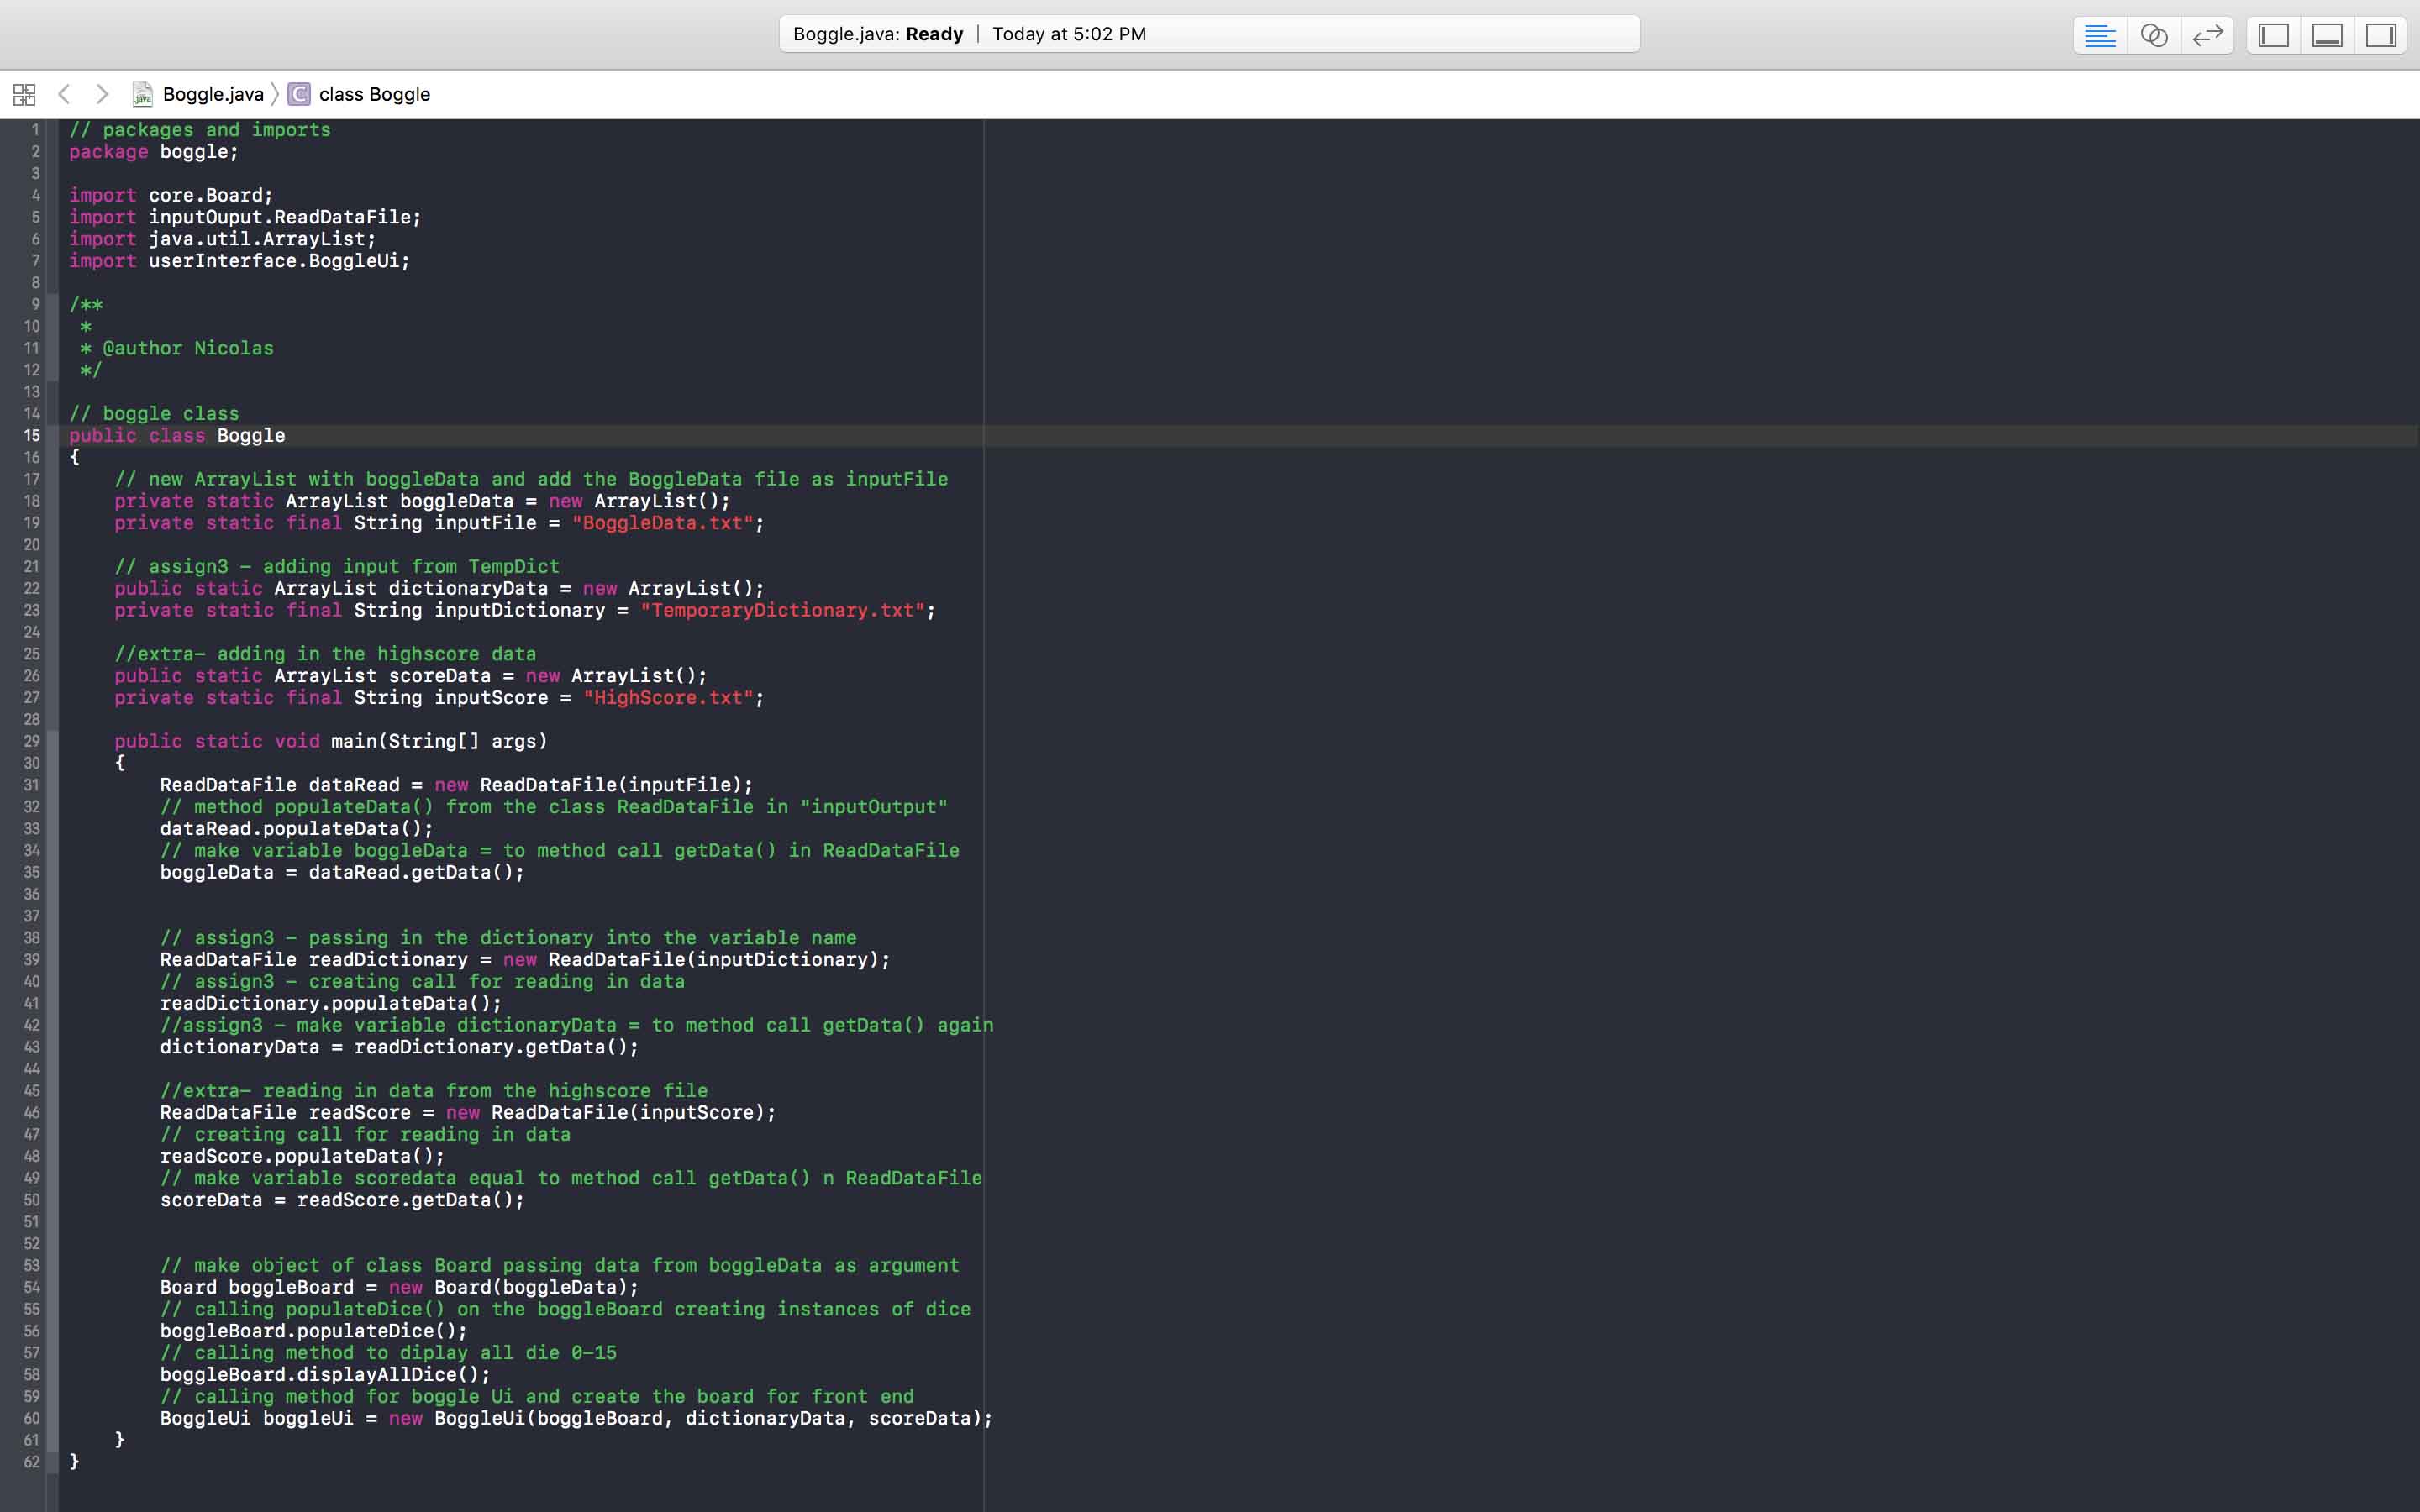 Boggle.java: Ready | Today at 5:02 PM
Boggle.java 〉 C class Boggle
1 // packages and imports
2 package boggle;
3
4 import core.Board;
5 import inputOuput.ReadDataFile;
6 import java.util.ArrayList;
7 import userInterface.BoggleUi;
8
9 /**
10  *
11  * @author Nicolas
12  */
13
14 // boggle class
15 public class Boggle
16 {
17     // new ArrayList with boggleData and add the BoggleData file as inputFile
18     private static ArrayList boggleData = new ArrayList();
19     private static final String inputFile = "BoggleData.txt";
20
21     // assign3 - adding input from TempDict
22     public static ArrayList dictionaryData = new ArrayList();
23     private static final String inputDictionary = "TemporaryDictionary.txt";
24
25     //extra- adding in the highscore data
26     public static ArrayList scoreData = new ArrayList();
27     private static final String inputScore = "HighScore.txt";
28
29     public static void main(String[] args)
30     {
31         ReadDataFile dataRead = new ReadDataFile(inputFile);
32         // method populateData() from the class ReadDataFile in "inputOutput"
33         dataRead.populateData();
34         // make variable boggleData = to method call getData() in ReadDataFile
35         boggleData = dataRead.getData();
36
37
38         // assign3 - passing in the dictionary into the variable name
39         ReadDataFile readDictionary = new ReadDataFile(inputDictionary);
40         // assign3 - creating call for reading in data
41         readDictionary.populateData();
42         //assign3 - make variable dictionaryData = to method call getData() again
43         dictionaryData = readDictionary.getData();
44
45         //extra- reading in data from the highscore file
46         ReadDataFile readScore = new ReadDataFile(inputScore);
47         // creating call for reading in data
48         readScore.populateData();
49         // make variable scoredata equal to method call getData() n ReadDataFile
50         scoreData = readScore.getData();
51
52
53         // make object of class Board passing data from boggleData as argument
54         Board boggleBoard = new Board(boggleData);
55         // calling populateDice() on the boggleBoard creating instances of dice
56         boggleBoard.populateDice();
57         // calling method to diplay all die 0-15
58         boggleBoard.displayAllDice();
59         // calling method for boggle Ui and create the board for front end
60         BoggleUi boggleUi = new BoggleUi(boggleBoard, dictionaryData, scoreData);
61     }
62 }